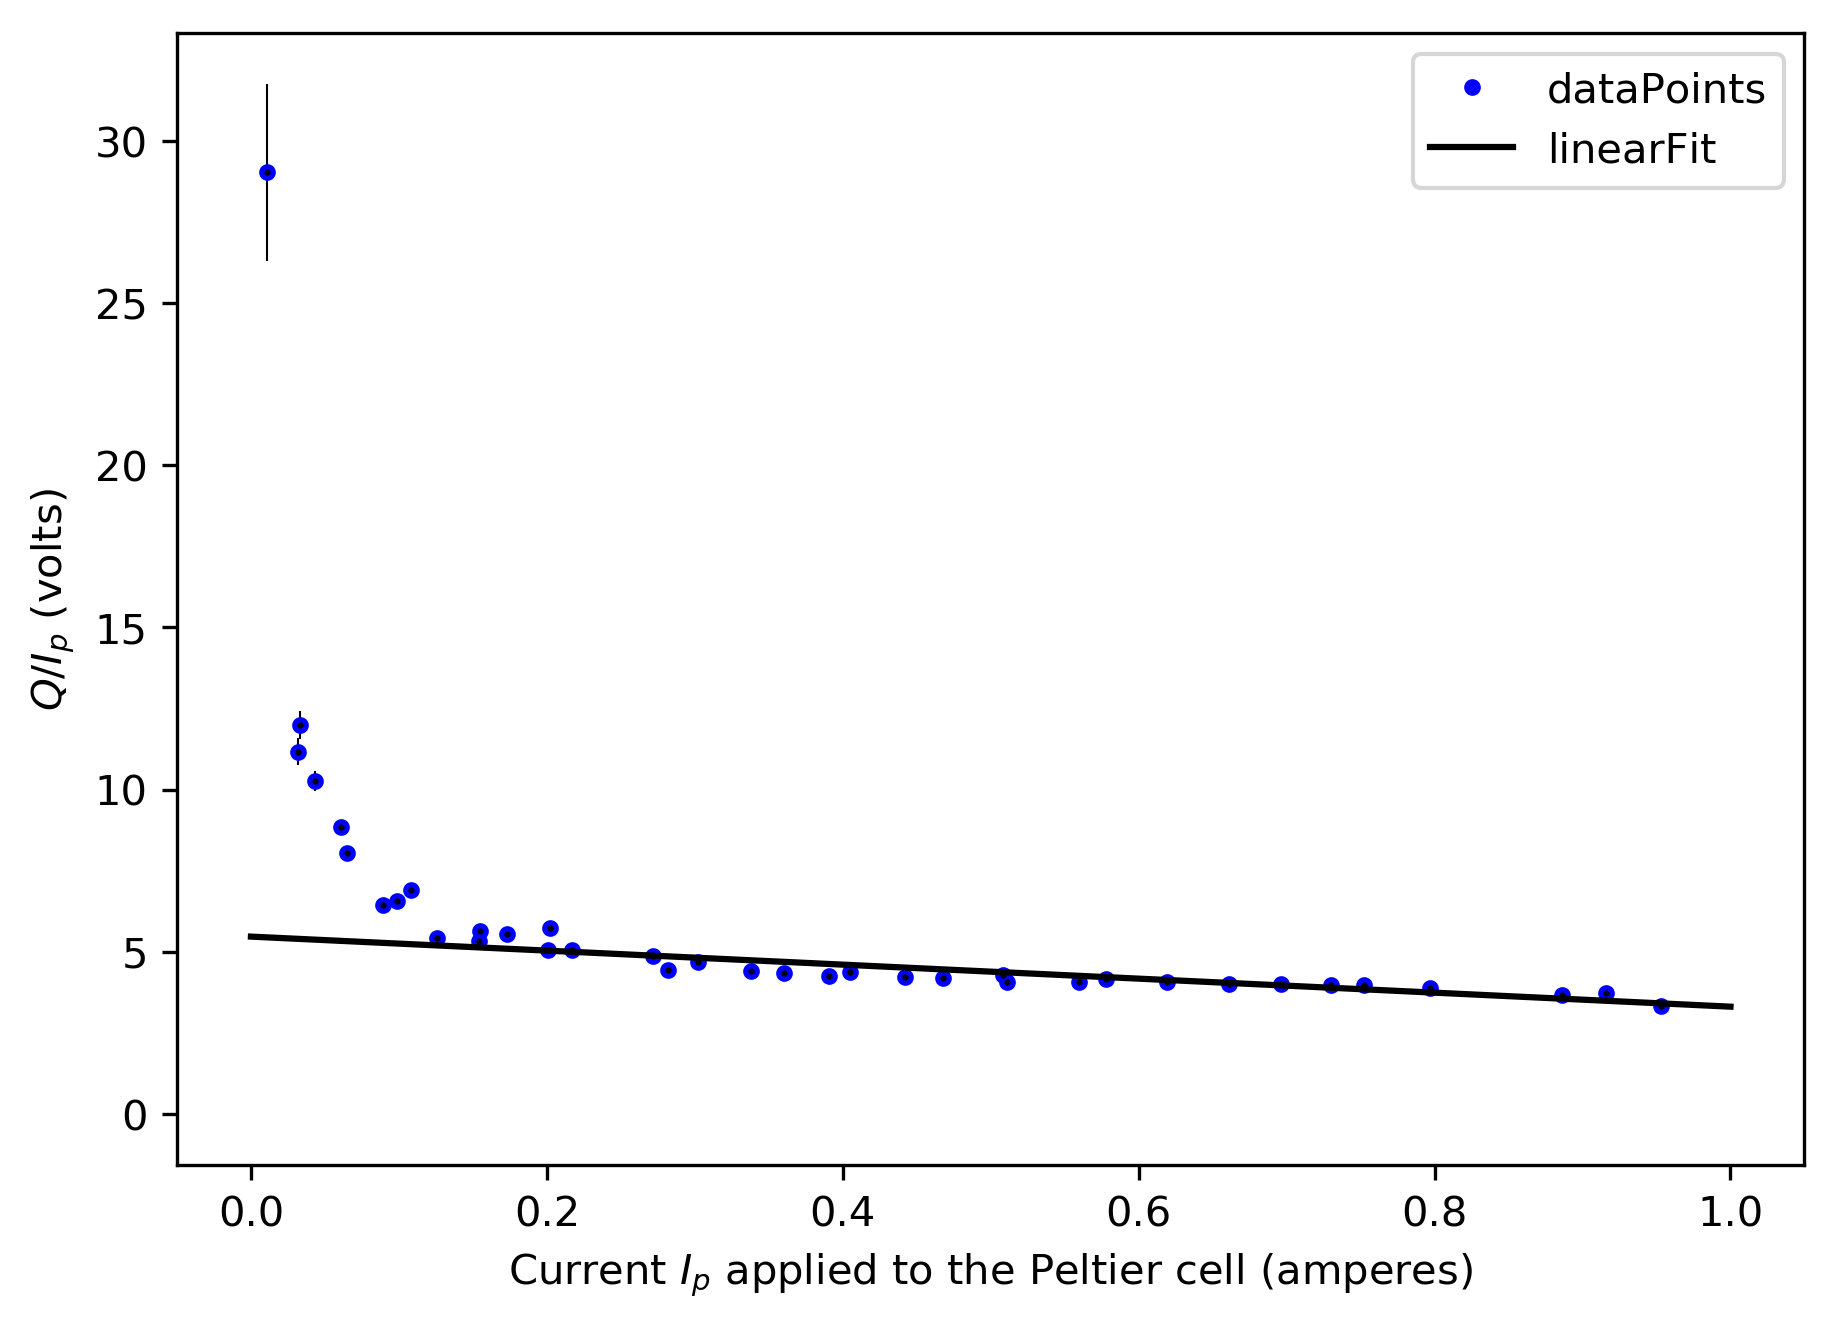 dataPoints
linearFit
30
25
20
15
10
5
0
Q/I_p (volts)
0.0 0.2 0.4 0.6 0.8 1.0
Current I_p applied to the Peltier cell (amperes)